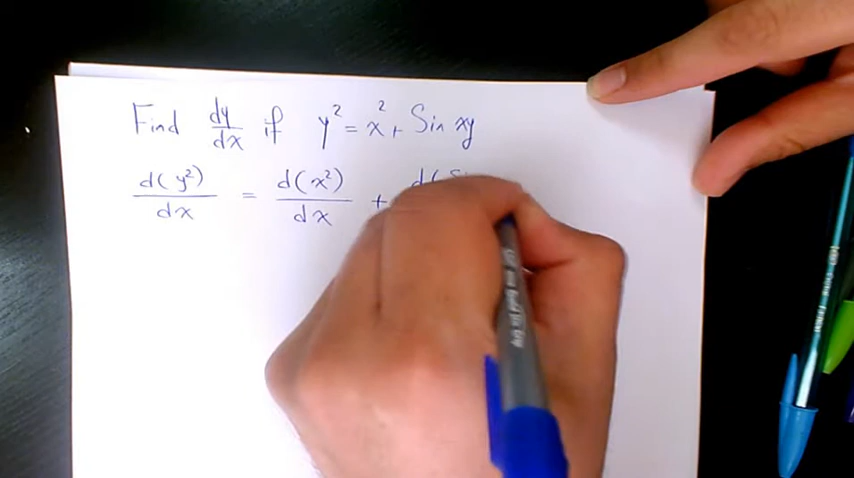 Find dy/dx if y² = x² + Sin xy
d(y²)/dx = d(x²)/dx + d(S